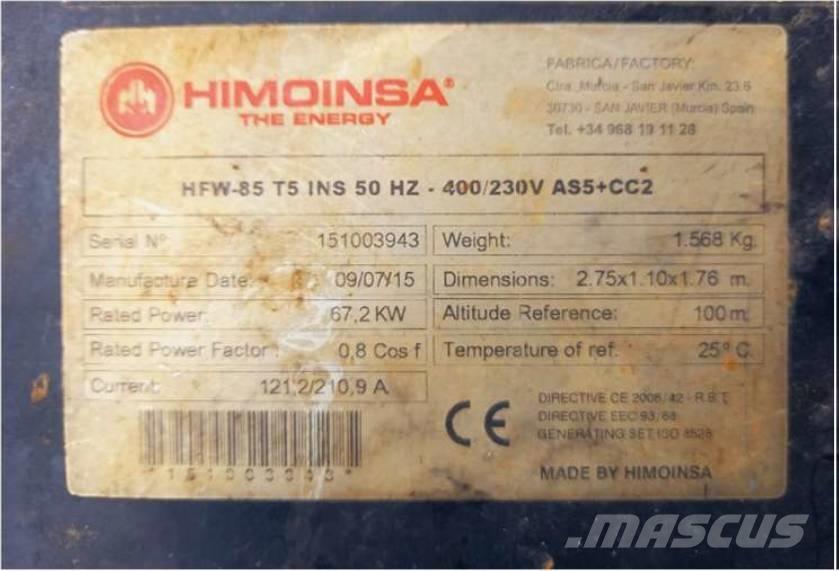 HIMOINSA®
THE ENERGY
FABRICA/FACTORY:
Ctra. Murcia - San Javier Km. 23.6
30730 - SAN JAVIER (Murcia) Spain
Tel. +34 968 19 11 28
HFW-85 T5 INS 50 HZ - 400/230V AS5+CC2
Serial Nº 151003943
Weight: 1.568 Kg.
Manufacture Date: 09/07/15
Dimensions: 2.75x1.10x1.76 m.
Rated Power: 67,2 KW
Altitude Reference: 100 m.
Rated Power Factor : 0,8 Cos f
Temperature of ref. 25º C
Current: 121,2/210,9 A
CE
DIRECTIVE CE 2006/42 -
DIRECTIVE EEC 93/68
GENERATING SET ISO 8528
*151003943*
MADE BY HIMOINSA
MASCUS